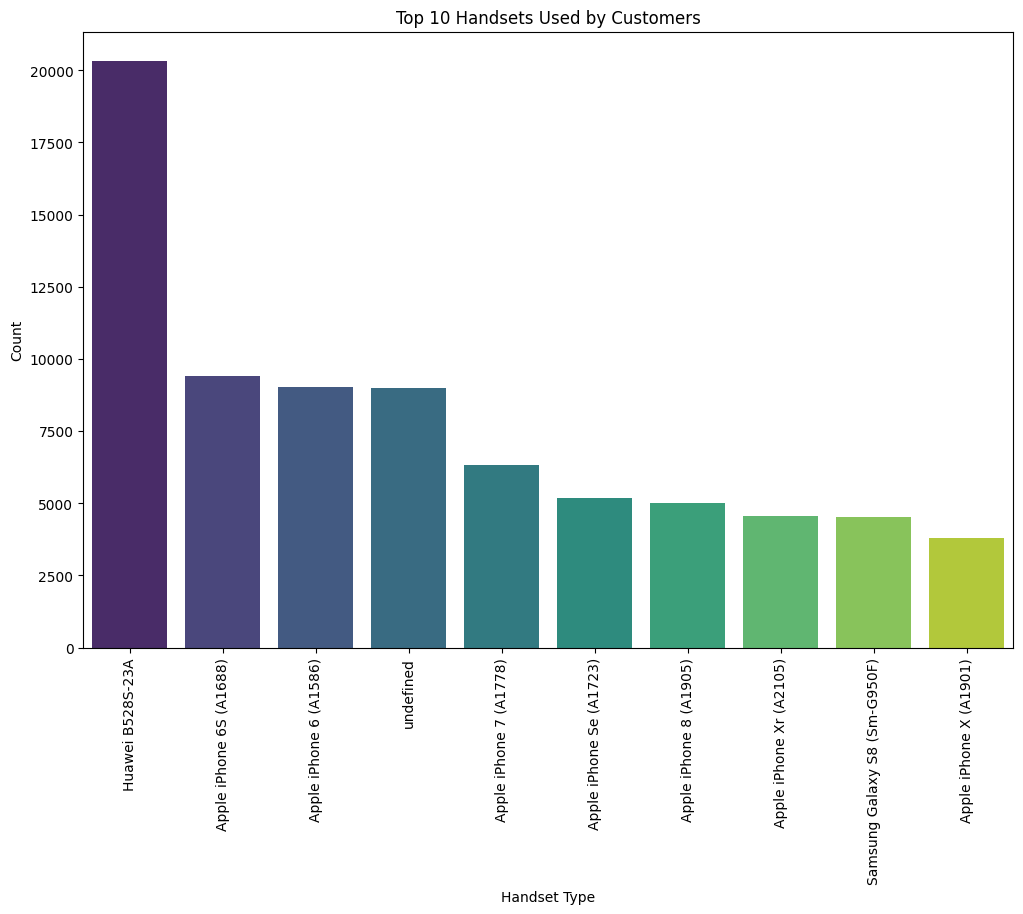 Top 10 Handsets Used by Customers
Count
20000
17500
15000
12500
10000
7500
5000
2500
0
Huawei B528S-23A
Apple iPhone 6S (A1688)
Apple iPhone 6 (A1586)
undefined
Apple iPhone 7 (A1778)
Apple iPhone Se (A1723)
Apple iPhone 8 (A1905)
Apple iPhone Xr (A2105)
Samsung Galaxy S8 (Sm-G950F)
Apple iPhone X (A1901)
Handset Type